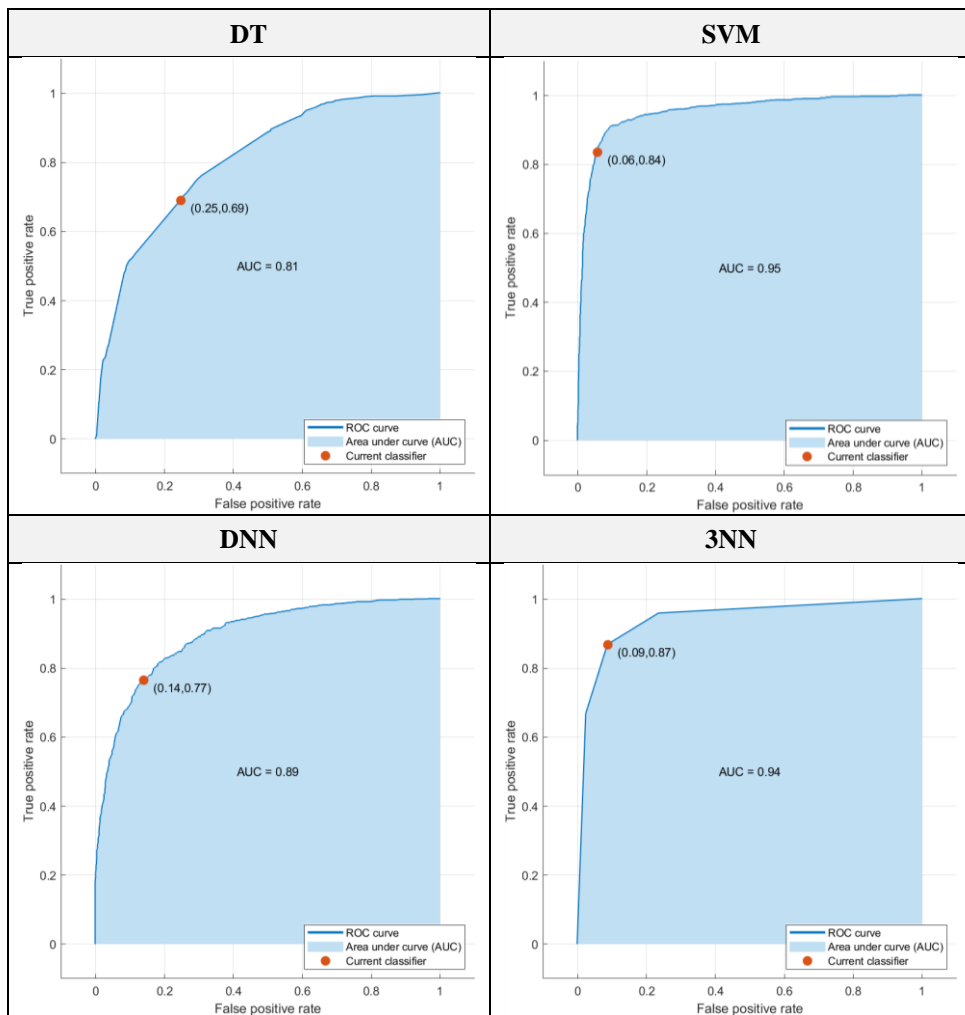 DT
SVM
1
0.8
0.6
0.4
0.2
0
True positive rate
(0.25,0.69)
AUC = 0.81
ROC curve
Area under curve (AUC)
Current classifier
0 0.2 0.4 0.6 0.8 1
False positive rate
1
0.8
0.6
0.4
0.2
0
True positive rate
(0.06,0.84)
AUC = 0.95
ROC curve
Area under curve (AUC)
Current classifier
0 0.2 0.4 0.6 0.8 1
False positive rate
DNN
3NN
1
0.8
0.6
0.4
0.2
0
True positive rate
(0.14,0.77)
AUC = 0.89
ROC curve
Area under curve (AUC)
Current classifier
0 0.2 0.4 0.6 0.8 1
False positive rate
1
0.8
0.6
0.4
0.2
0
True positive rate
(0.09,0.87)
AUC = 0.94
ROC curve
Area under curve (AUC)
Current classifier
0 0.2 0.4 0.6 0.8 1
False positive rate